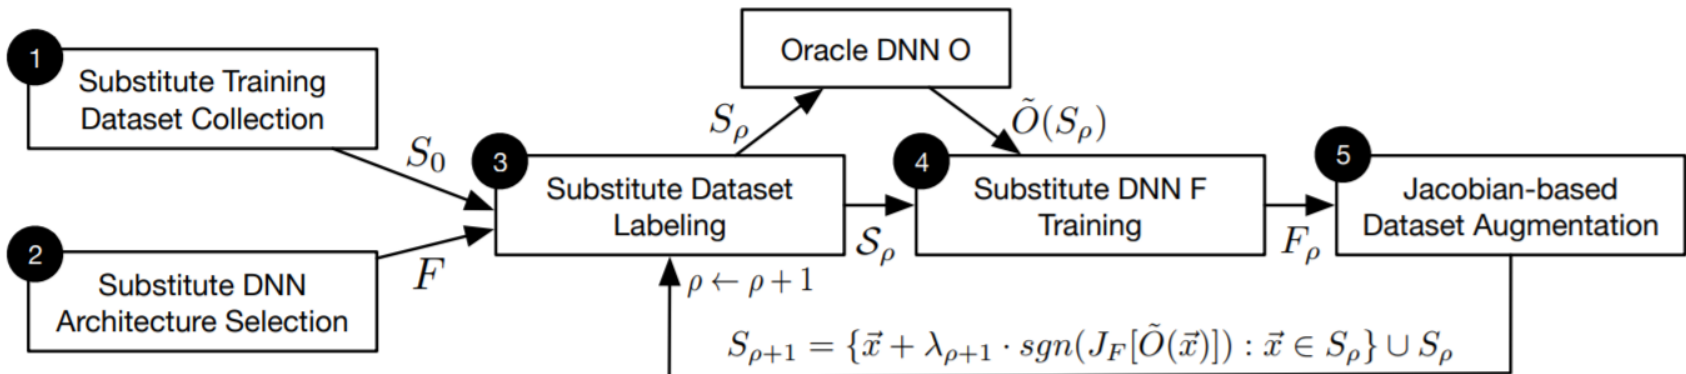 1
Substitute Training
Dataset Collection
2
Substitute DNN
Architecture Selection
S₀
F
3
Substitute Dataset
Labeling
S_ρ
Oracle DNN O
Õ(S_ρ)
𝒮_ρ
4
Substitute DNN F
Training
F_ρ
5
Jacobian-based
Dataset Augmentation
ρ ← ρ + 1
S_{ρ+1} = {x⃗ + λ_{ρ+1} · sgn(J_F[Õ(x⃗)]) : x⃗ ∈ S_ρ} ∪ S_ρ